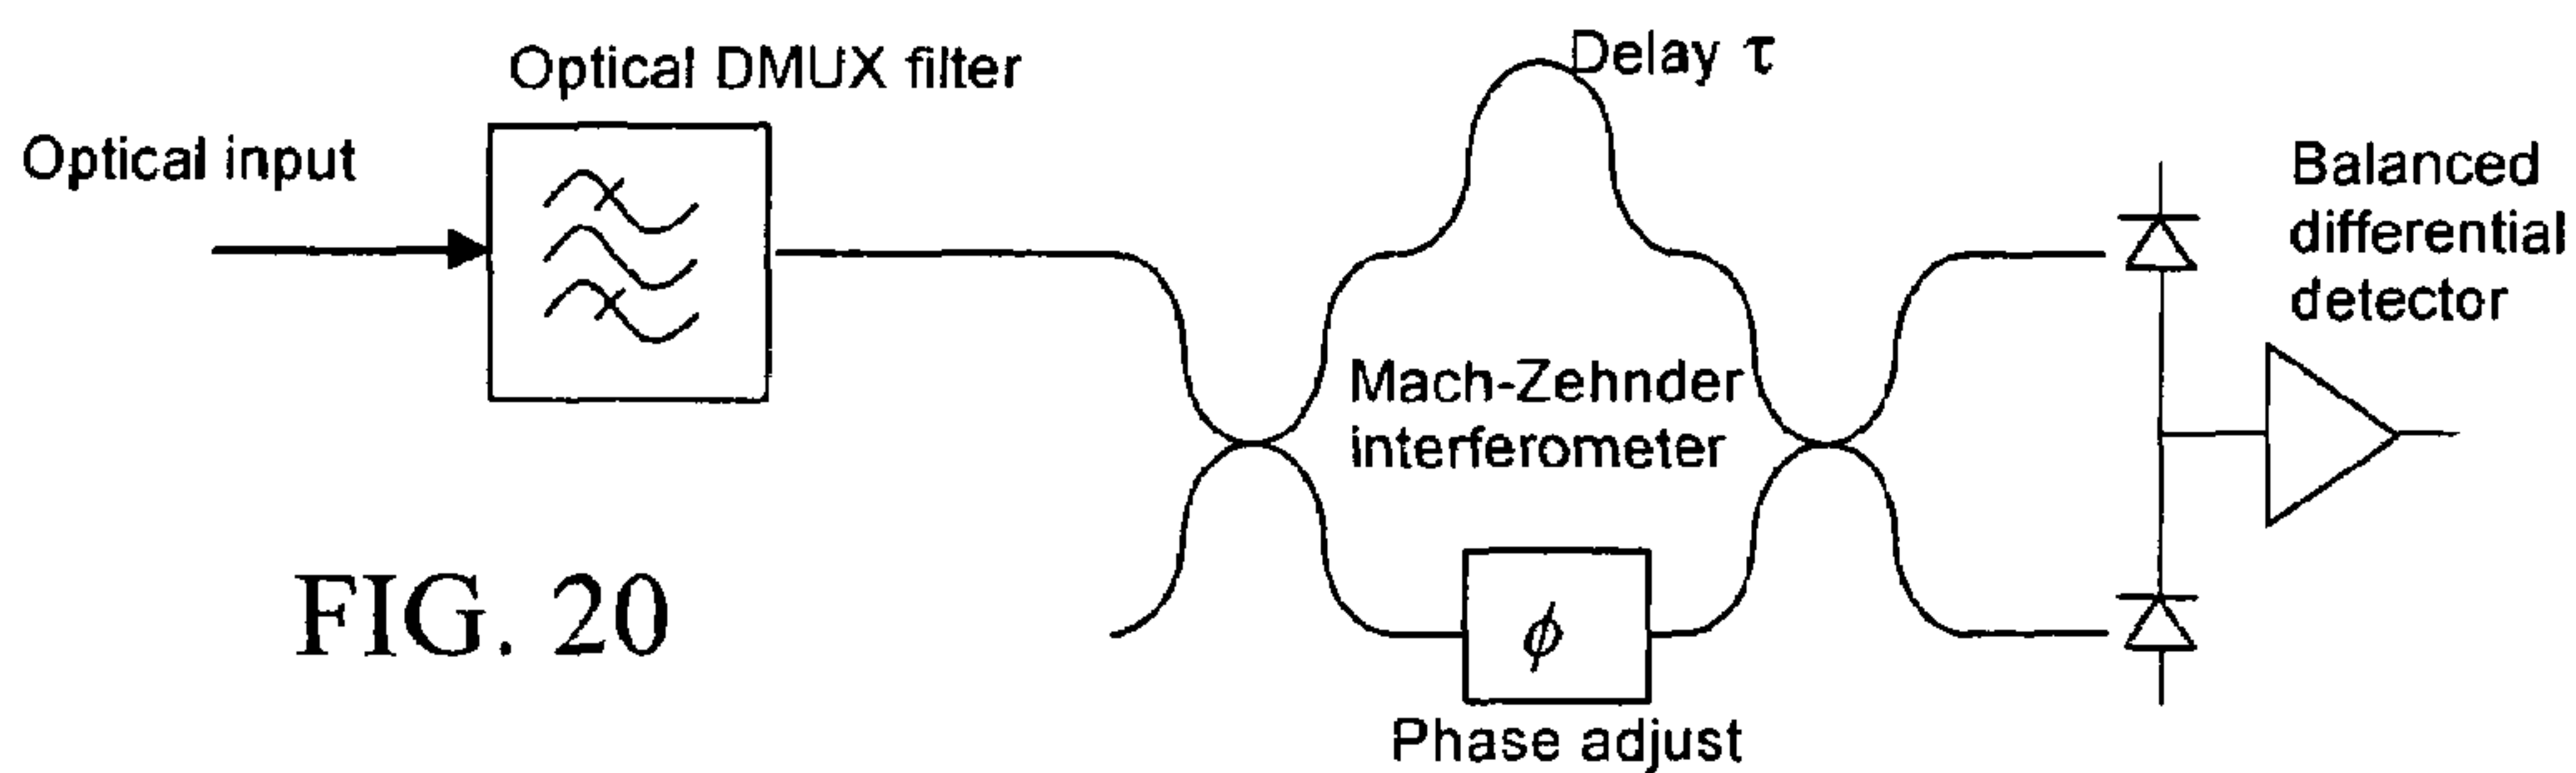 Optical DMUX filter
Delay τ
Optical input
Balanced
differential
detector
Mach-Zehnder
interferometer
FIG. 20
ϕ
Phase adjust